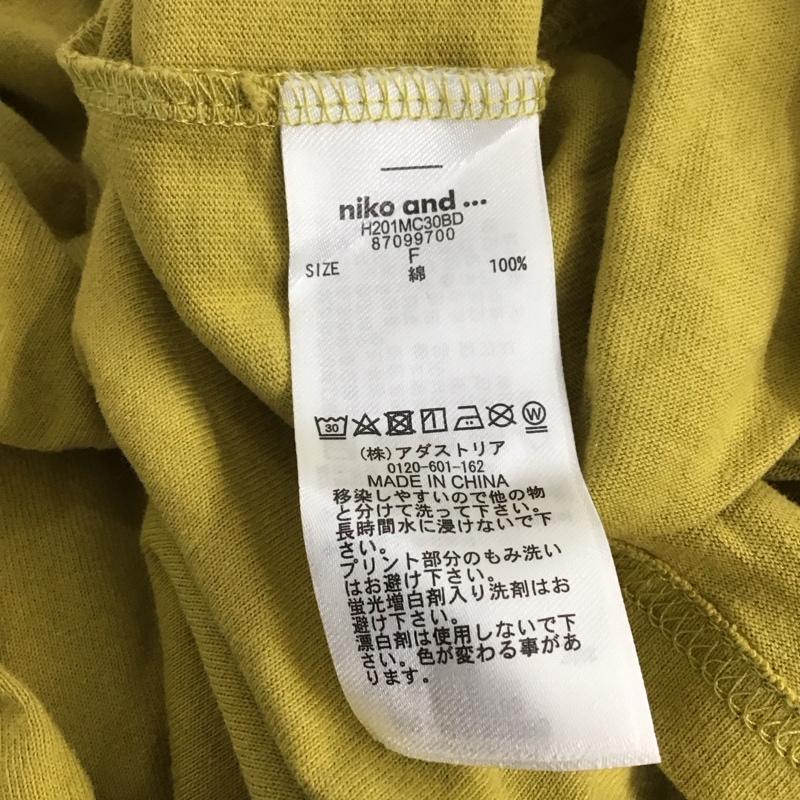 niko and ...
H201MC30BD
87099700
SIZE F
綿 100%
30
W
(株)アダストリア
0120-601-162
MADE IN CHINA
移染しやすいので他の物
と分けて洗って下さい。
長時間水に浸けないで下
さい。
プリント部分のもみ洗い
はお避け下さい。
蛍光増白剤入り洗剤はお
避け下さい。
漂白剤は使用しないで下
さい。色が変わる事があ
ります。